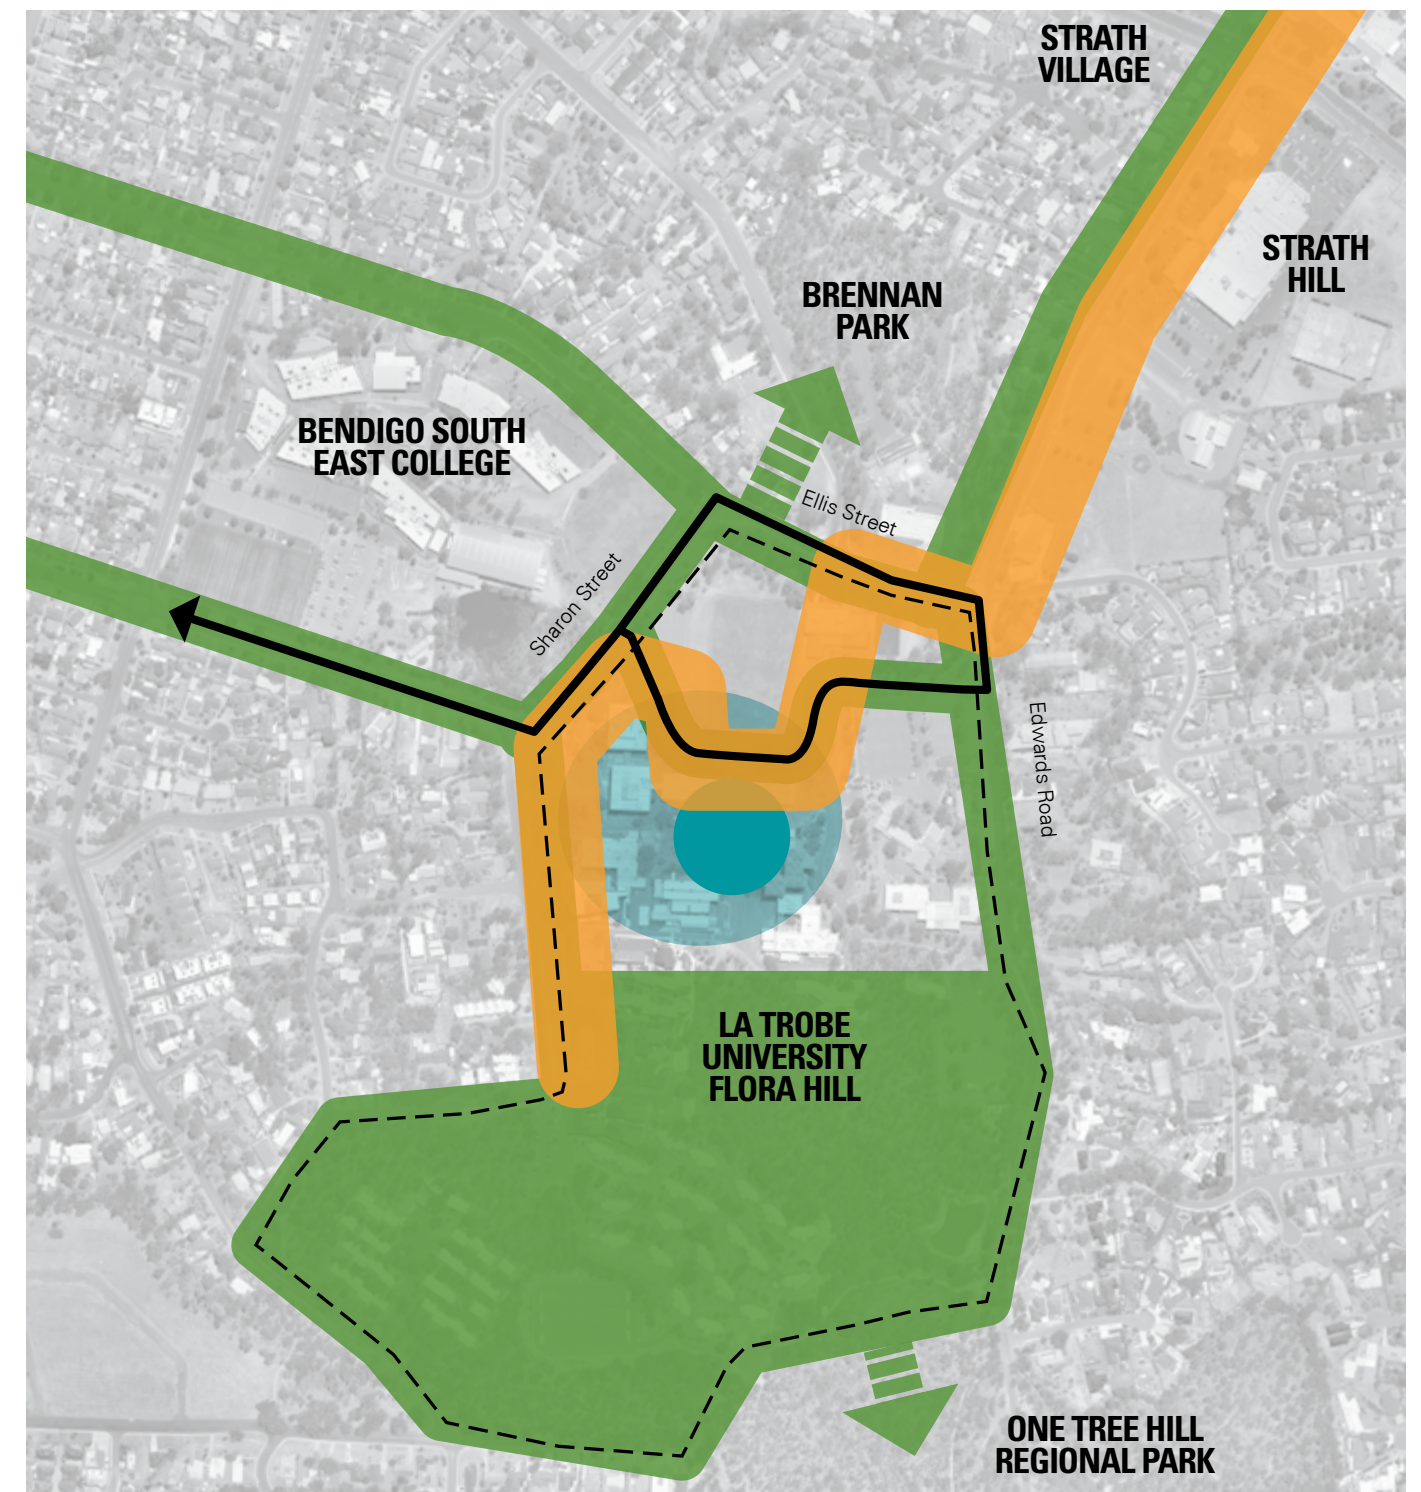 STRATH
VILLAGE
STRATH
HILL
BRENNAN
PARK
BENDIGO SOUTH
EAST COLLEGE
Ellis Street
Sharon Street
Edwards Road
LA TROBE
UNIVERSITY
FLORA HILL
ONE TREE HILL
REGIONAL PARK